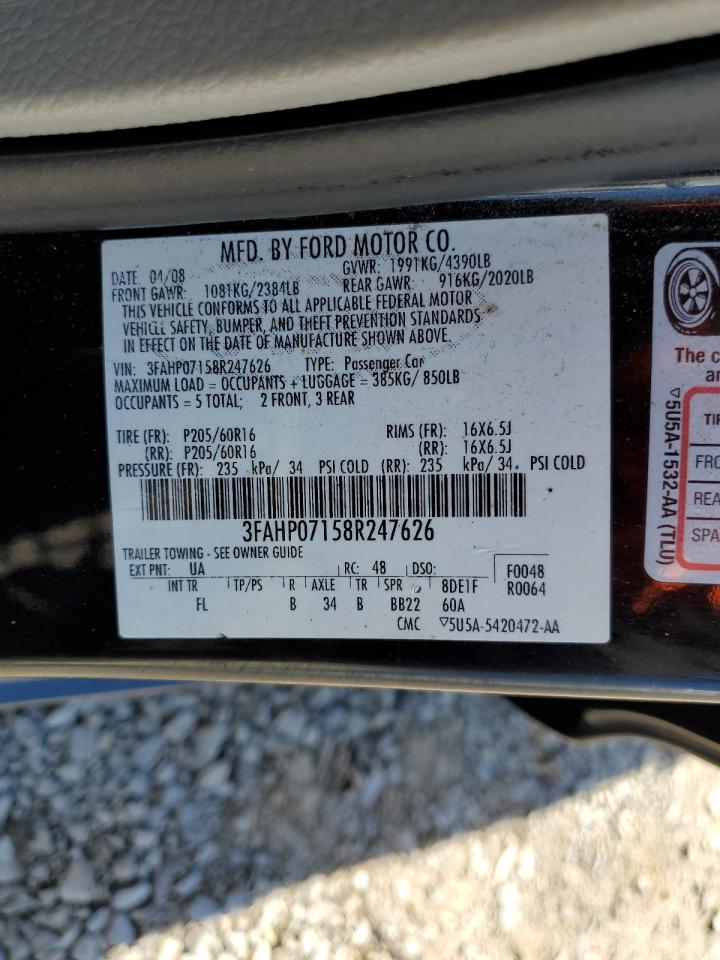 MFD. BY FORD MOTOR CO.
DATE 04/08 GVWR: 1991KG/4390LB
FRONT GAWR: 1081KG/2384LB REAR GAWR: 916KG/2020LB
THIS VEHICLE CONFORMS TO ALL APPLICABLE FEDERAL MOTOR
VEHICLE SAFETY, BUMPER, AND THEFT PREVENTION STANDARDS
IN EFFECT ON THE DATE OF MANUFACTURE SHOWN ABOVE.
VIN: 3FAHP07158R247626 TYPE: Passenger Car
MAXIMUM LOAD = OCCUPANTS + LUGGAGE = 385KG/ 850LB
OCCUPANTS = 5 TOTAL; 2 FRONT, 3 REAR
TIRE (FR): P205/60R16 RIMS (FR): 16X6.5J
(RR): P205/60R16 (RR): 16X6.5J
PRESSURE (FR): 235 kPa/ 34 PSI COLD (RR): 235 kPa/ 34 PSI COLD
3FAHP07158R247626
TRAILER TOWING - SEE OWNER GUIDE
EXT PNT: UA RC: 48 DSO: F0048
INT TR TP/PS R AXLE TR SPR 8DE1F R0064
FL B 34 B BB22 60A
CMC ▽5U5A-5420472-AA
▽5U5A-1532-AA (TLU)
The c
an
TIR
FRO
REA
SPA